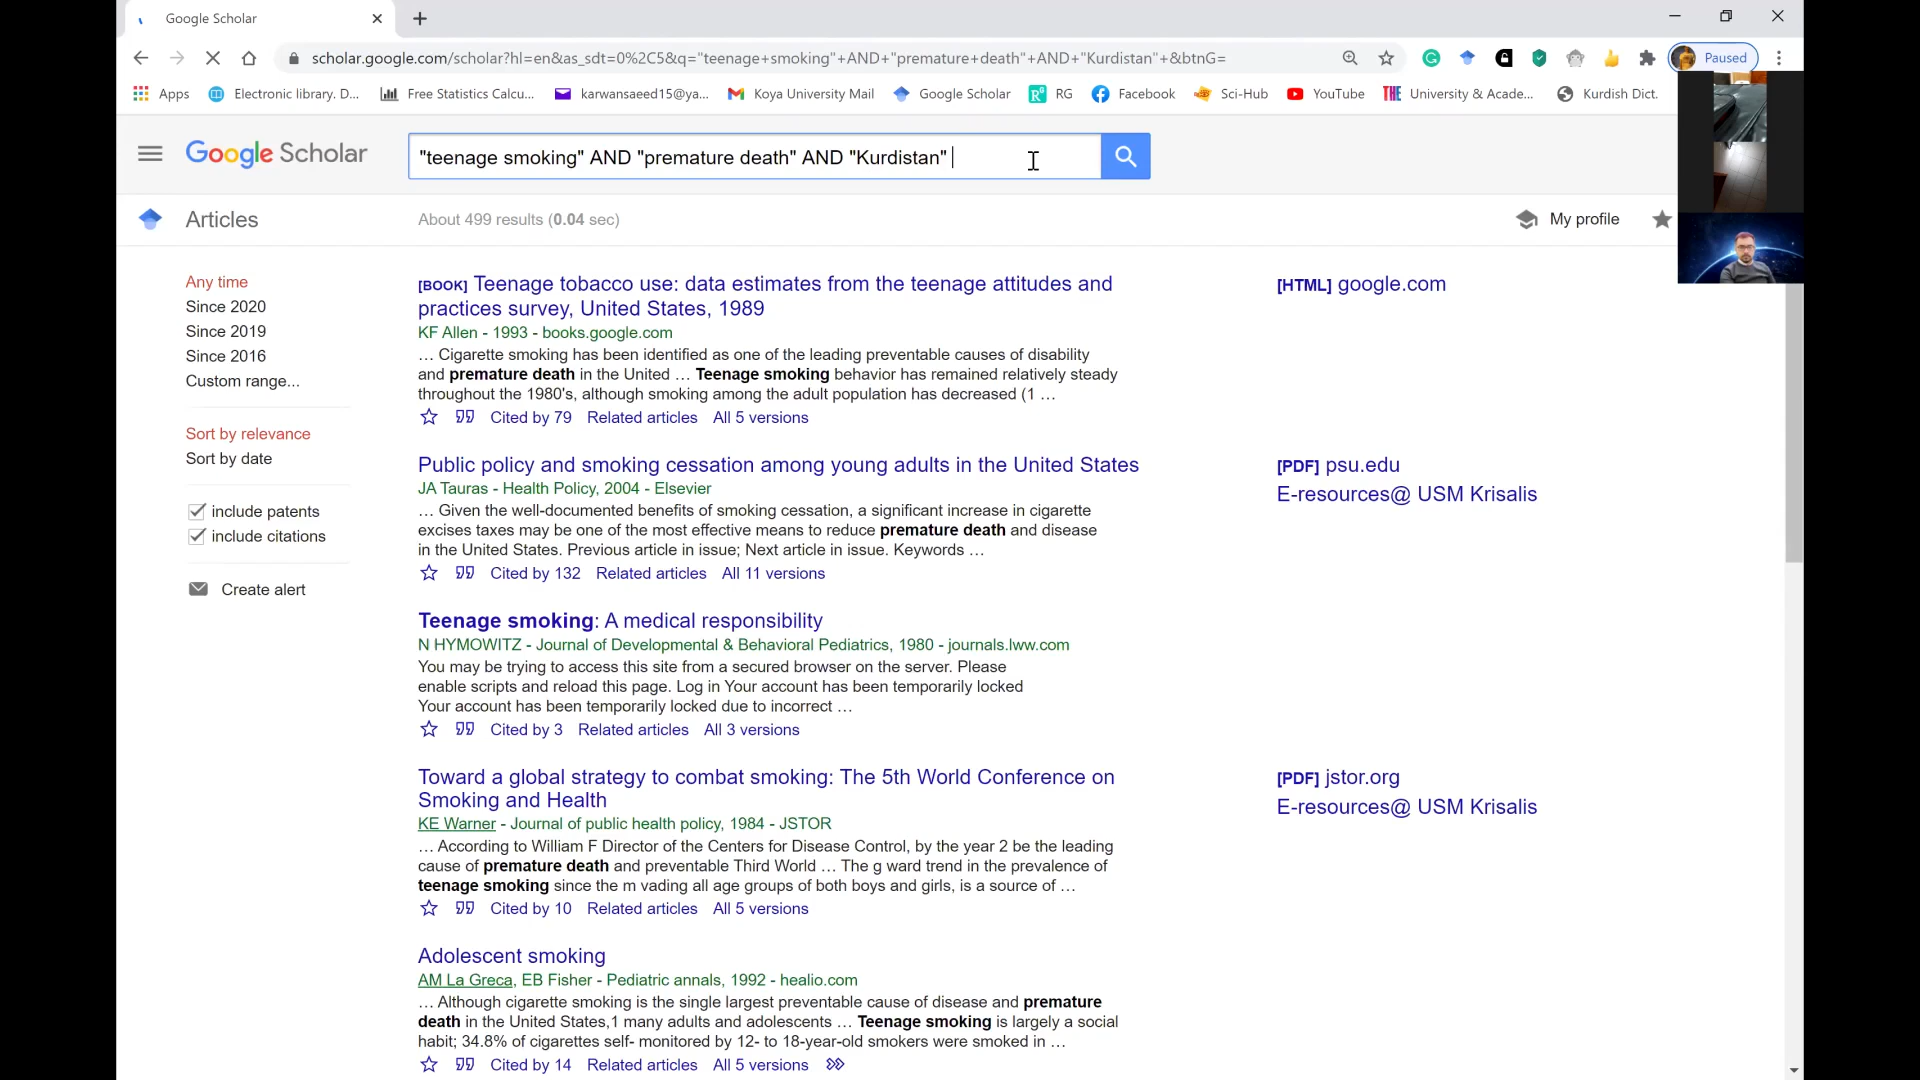 Google Scholar
scholar.google.com/scholar?hl=en&as_sdt=0%2C5&q="teenage+smoking"+AND+"premature+death"+AND+"Kurdistan"+&btnG=
Paused
Apps
Electronic library. D...
Free Statistics Calcu...
karwansaeed15@ya...
Koya University Mail
Google Scholar
RG
Facebook
Sci-Hub
YouTube
THE University & Acade...
Kurdish Dict.
Google Scholar
"teenage smoking" AND "premature death" AND "Kurdistan"
Articles
About 499 results (0.04 sec)
My profile
Any time
Since 2020
Since 2019
Since 2016
Custom range...
Sort by relevance
Sort by date
include patents
include citations
Create alert
[BOOK] Teenage tobacco use: data estimates from the teenage attitudes and
practices survey, United States, 1989
KF Allen - 1993 - books.google.com
… Cigarette smoking has been identified as one of the leading preventable causes of disability
and premature death in the United … Teenage smoking behavior has remained relatively steady
throughout the 1980's, although smoking among the adult population has decreased (1 …
Cited by 79 Related articles All 5 versions
[HTML] google.com
Public policy and smoking cessation among young adults in the United States
JA Tauras - Health Policy, 2004 - Elsevier
… Given the well-documented benefits of smoking cessation, a significant increase in cigarette
excises taxes may be one of the most effective means to reduce premature death and disease
in the United States. Previous article in issue; Next article in issue. Keywords …
Cited by 132 Related articles All 11 versions
[PDF] psu.edu
E-resources@ USM Krisalis
Teenage smoking: A medical responsibility
N HYMOWITZ - Journal of Developmental & Behavioral Pediatrics, 1980 - journals.lww.com
You may be trying to access this site from a secured browser on the server. Please
enable scripts and reload this page. Log in Your account has been temporarily locked
Your account has been temporarily locked due to incorrect …
Cited by 3 Related articles All 3 versions
Toward a global strategy to combat smoking: The 5th World Conference on
Smoking and Health
KE Warner - Journal of public health policy, 1984 - JSTOR
… According to William F Director of the Centers for Disease Control, by the year 2 be the leading
cause of premature death and preventable Third World … The g ward trend in the prevalence of
teenage smoking since the m vading all age groups of both boys and girls, is a source of …
Cited by 10 Related articles All 5 versions
[PDF] jstor.org
E-resources@ USM Krisalis
Adolescent smoking
AM La Greca, EB Fisher - Pediatric annals, 1992 - healio.com
… Although cigarette smoking is the single largest preventable cause of disease and premature
death in the United States,1 many adults and adolescents … Teenage smoking is largely a social
habit; 34.8% of cigarettes self- monitored by 12- to 18-year-old smokers were smoked in …
Cited by 14 Related articles All 5 versions